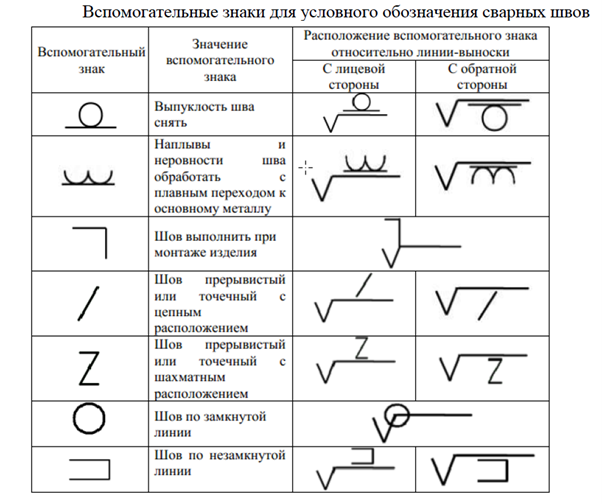 Вспомогательные знаки для условного обозначения сварных швов
Вспомогательный
знак
Значение
вспомогательного
знака
Расположение вспомогательного знака
относительно линии-выноски
С лицевой
стороны
С обратной
стороны
Выпуклость шва
снять
Наплывы и
неровности шва
обработать с
плавным переходом к
основному металлу
Шов выполнить при
монтаже изделия
Шов прерывистый
или точечный с
цепным
расположением
Шов прерывистый
или точечный с
шахматным
расположением
Шов по замкнутой
линии
Шов по незамкнутой
линии